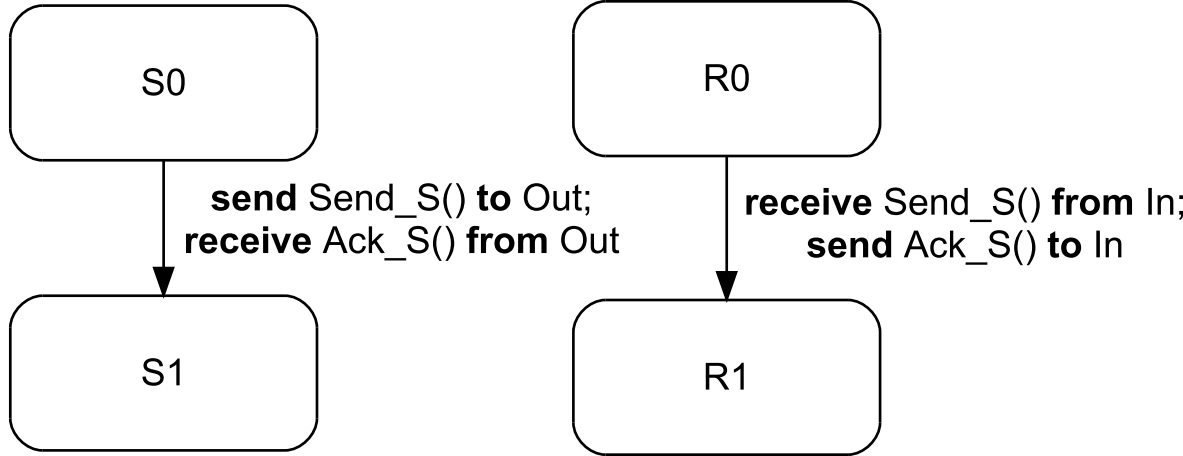 S0
send Send_S() to Out;
receive Ack_S() from Out
S1
R0
receive Send_S() from In;
send Ack_S() to In
R1